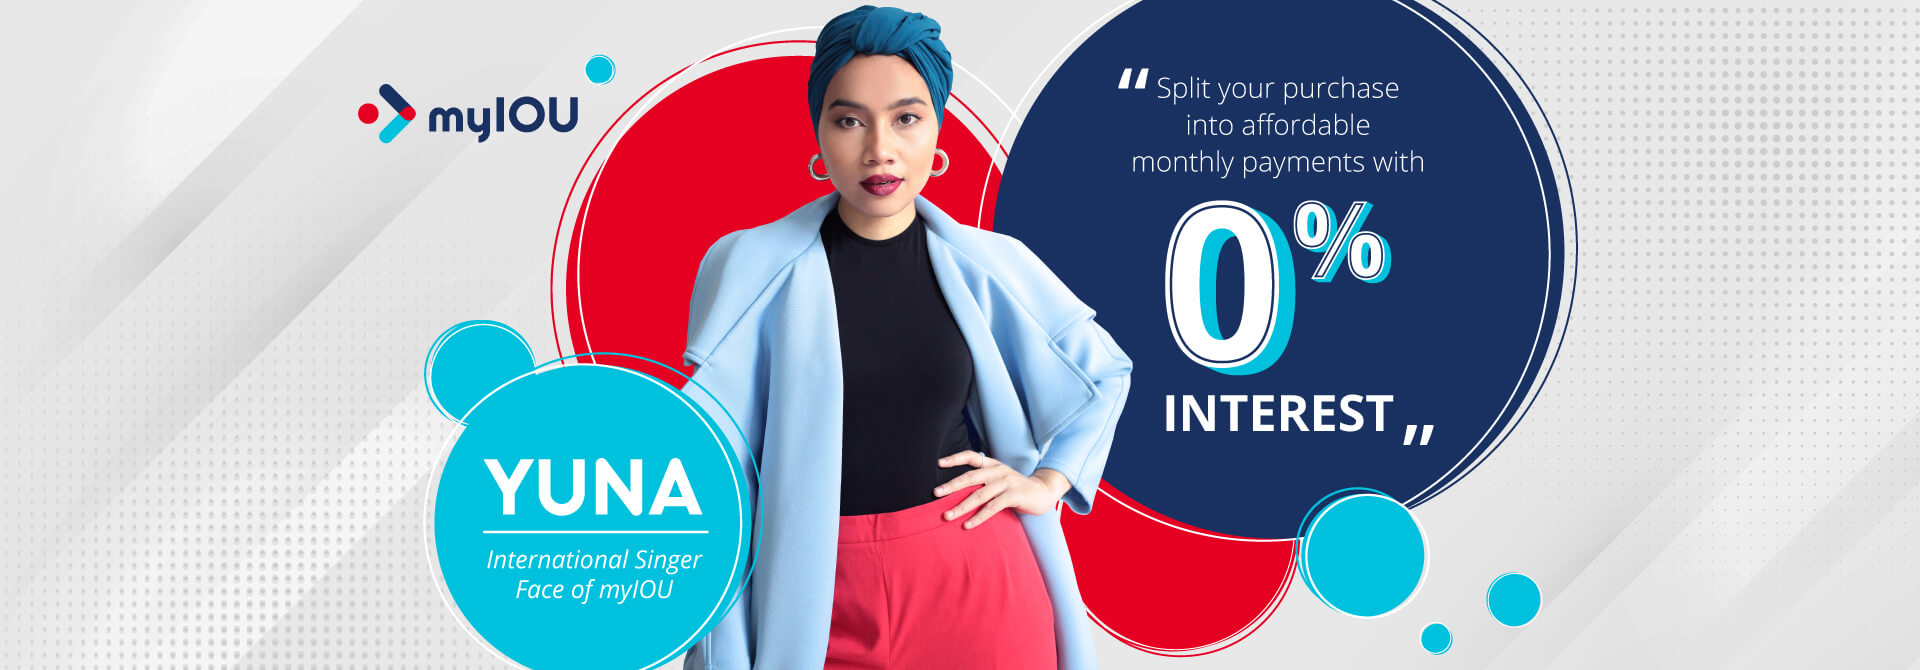 myIOU
“ Split your purchase
into affordable
monthly payments with
0%
INTEREST „
YUNA
International Singer
Face of myIOU